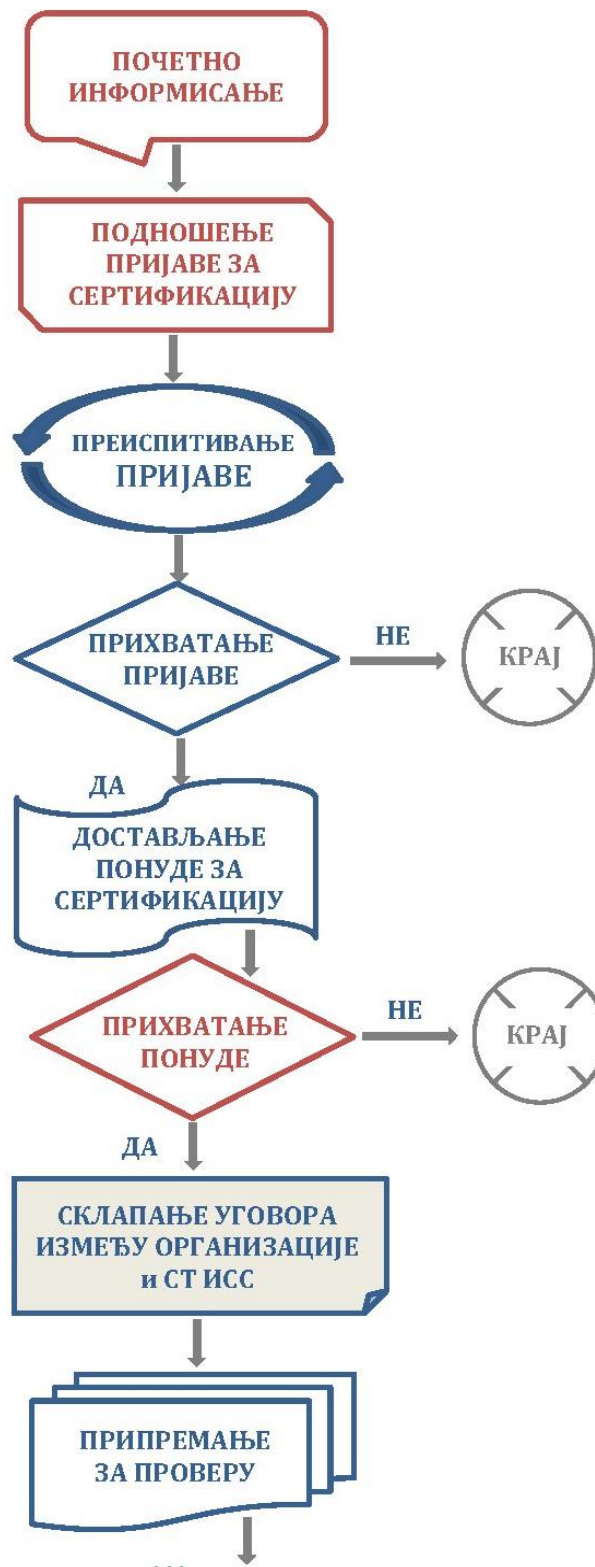 ПОЧЕТНО
ИНФОРМИСАЊЕ
ПОДНОШЕЊЕ
ПРИЈАВЕ ЗА
СЕРТИФИКАЦИЈУ
ПРЕИСПИТИВАЊЕ
ПРИЈАВЕ
ПРИХВАТАЊЕ
ПРИЈАВЕ
НЕ
КРАЈ
ДА
ДОСТАВЉАЊЕ
ПОНУДЕ ЗА
СЕРТИФИКАЦИЈУ
ПРИХВАТАЊЕ
ПОНУДЕ
НЕ
КРАЈ
ДА
СКЛАПАЊЕ УГОВОРА
ИЗМЕЂУ ОРГАНИЗАЦИЈЕ
и СТ ИСС
ПРИПРЕМАЊЕ
ЗА ПРОВЕРУ